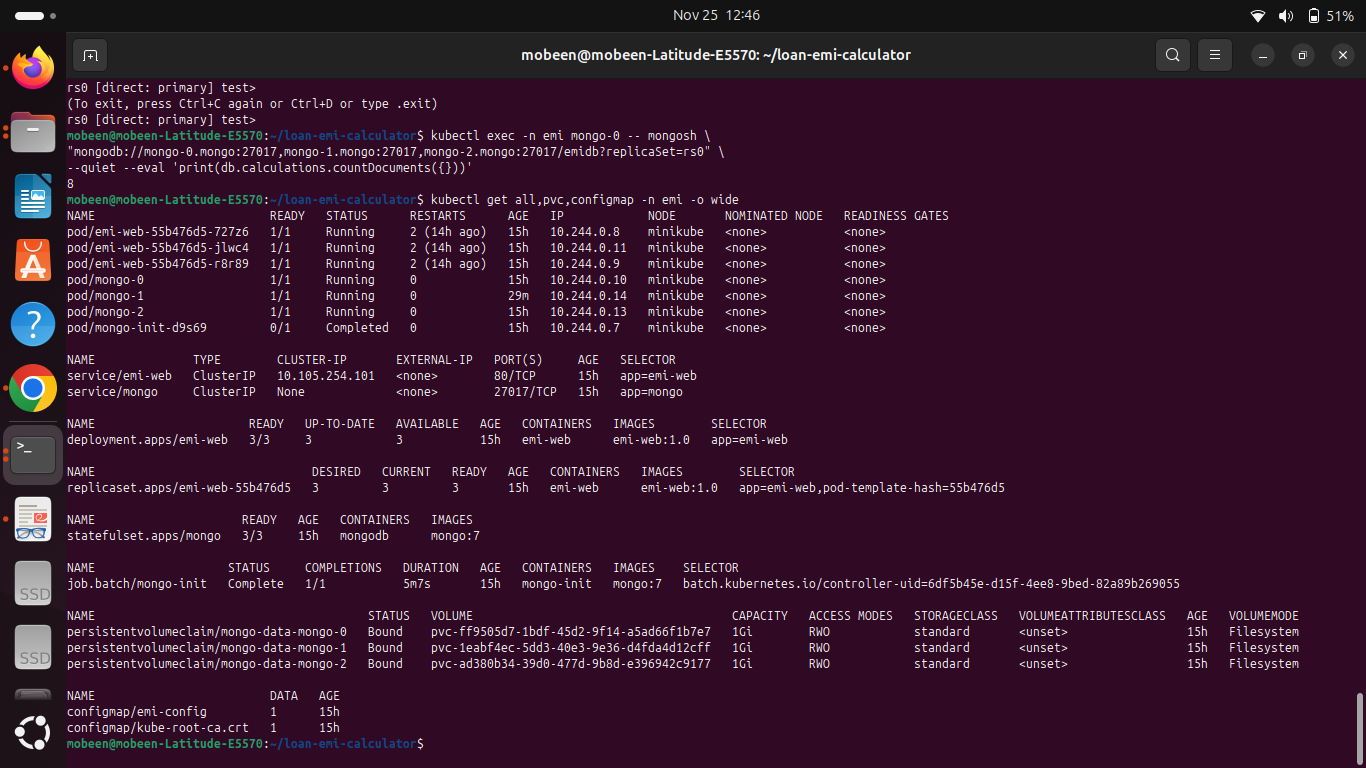 Nov 25 12:46
51%
mobeen@mobeen-Latitude-E5570: ~/loan-emi-calculator
rs0 [direct: primary] test>
(To exit, press Ctrl+C again or Ctrl+D or type .exit)
rs0 [direct: primary] test>
mobeen@mobeen-Latitude-E5570:~/loan-emi-calculator$ kubectl exec -n emi mongo-0 -- mongosh \
"mongodb://mongo-0.mongo:27017,mongo-1.mongo:27017,mongo-2.mongo:27017/emidb?replicaSet=rs0" \
--quiet --eval 'print(db.calculations.countDocuments({}))'
8
mobeen@mobeen-Latitude-E5570:~/loan-emi-calculator$ kubectl get all,pvc,configmap -n emi -o wide
NAME READY STATUS RESTARTS AGE IP NODE NOMINATED NODE READINESS GATES
pod/emi-web-55b476d5-727z6 1/1 Running 2 (14h ago) 15h 10.244.0.8 minikube <none> <none>
pod/emi-web-55b476d5-jlwc4 1/1 Running 2 (14h ago) 15h 10.244.0.11 minikube <none> <none>
pod/emi-web-55b476d5-r8r89 1/1 Running 2 (14h ago) 15h 10.244.0.9 minikube <none> <none>
pod/mongo-0 1/1 Running 0 15h 10.244.0.10 minikube <none> <none>
pod/mongo-1 1/1 Running 0 29m 10.244.0.14 minikube <none> <none>
pod/mongo-2 1/1 Running 0 15h 10.244.0.13 minikube <none> <none>
pod/mongo-init-d9s69 0/1 Completed 0 15h 10.244.0.7 minikube <none> <none>
NAME TYPE CLUSTER-IP EXTERNAL-IP PORT(S) AGE SELECTOR
service/emi-web ClusterIP 10.105.254.101 <none> 80/TCP 15h app=emi-web
service/mongo ClusterIP None <none> 27017/TCP 15h app=mongo
NAME READY UP-TO-DATE AVAILABLE AGE CONTAINERS IMAGES SELECTOR
deployment.apps/emi-web 3/3 3 3 15h emi-web emi-web:1.0 app=emi-web
NAME DESIRED CURRENT READY AGE CONTAINERS IMAGES SELECTOR
replicaset.apps/emi-web-55b476d5 3 3 3 15h emi-web emi-web:1.0 app=emi-web,pod-template-hash=55b476d5
NAME READY AGE CONTAINERS IMAGES
statefulset.apps/mongo 3/3 15h mongodb mongo:7
NAME STATUS COMPLETIONS DURATION AGE CONTAINERS IMAGES SELECTOR
job.batch/mongo-init Complete 1/1 5m7s 15h mongo-init mongo:7 batch.kubernetes.io/controller-uid=6df5b45e-d15f-4ee8-9bed-82a89b269055
NAME STATUS VOLUME CAPACITY ACCESS MODES STORAGECLASS VOLUMEATTRIBUTESCLASS AGE VOLUMEMODE
persistentvolumeclaim/mongo-data-mongo-0 Bound pvc-ff9505d7-1bdf-45d2-9f14-a5ad66f1b7e7 1Gi RWO standard <unset> 15h Filesystem
persistentvolumeclaim/mongo-data-mongo-1 Bound pvc-1eabf4ec-5dd3-40e3-9e36-d4fda4d12cff 1Gi RWO standard <unset> 15h Filesystem
persistentvolumeclaim/mongo-data-mongo-2 Bound pvc-ad380b34-39d0-477d-9b8d-e396942c9177 1Gi RWO standard <unset> 15h Filesystem
NAME DATA AGE
configmap/emi-config 1 15h
configmap/kube-root-ca.crt 1 15h
mobeen@mobeen-Latitude-E5570:~/loan-emi-calculator$
SSD
SSD